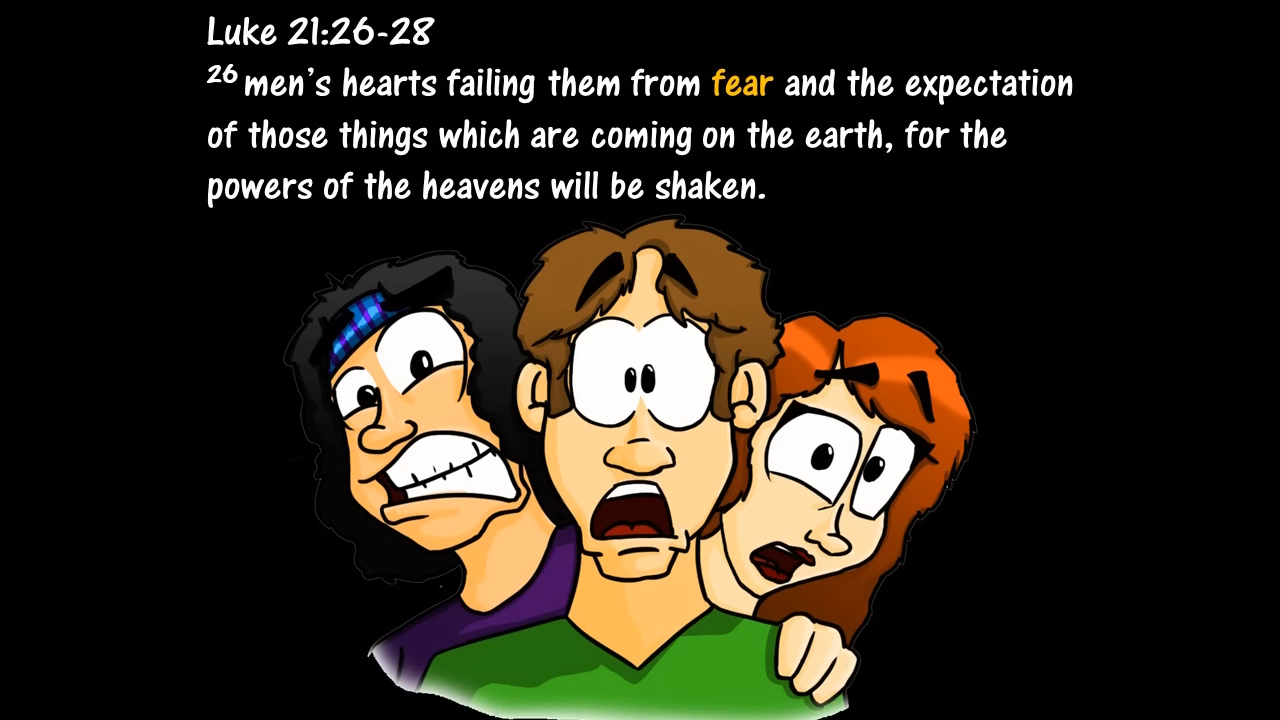 Luke 21:26-28
26 men's hearts failing them from fear and the expectation
of those things which are coming on the earth, for the
powers of the heavens will be shaken.